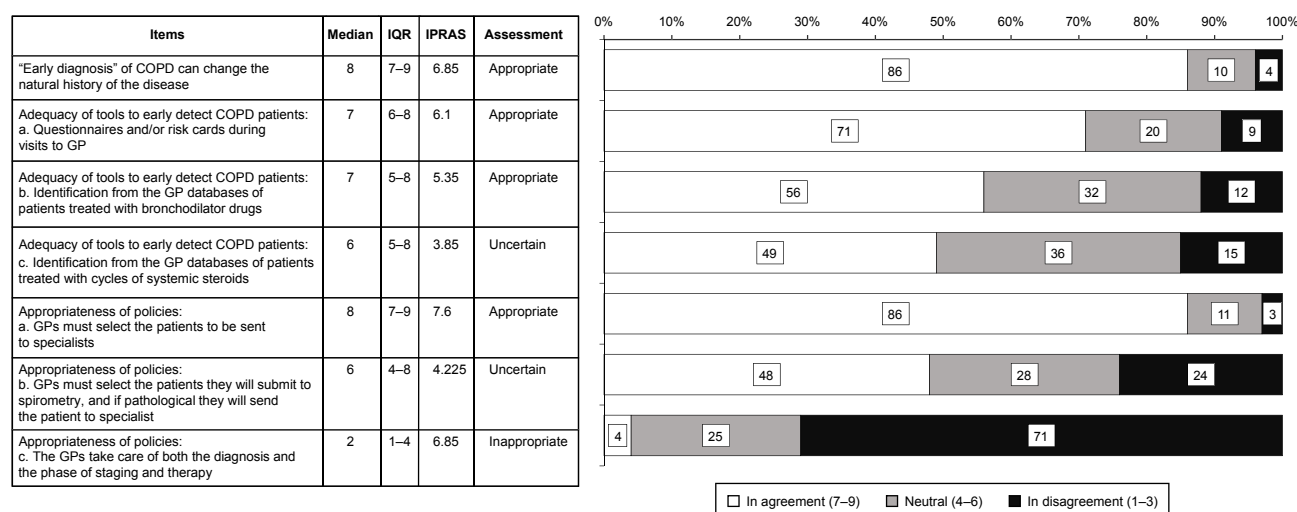 Items Median IQR IPRAS Assessment
“Early diagnosis” of COPD can change the 8 7–9 6.85 Appropriate
natural history of the disease
Adequacy of tools to early detect COPD patients: 7 6–8 6.1 Appropriate
a. Questionnaires and/or risk cards during
visits to GP
Adequacy of tools to early detect COPD patients: 7 5–8 5.35 Appropriate
b. Identification from the GP databases of
patients treated with bronchodilator drugs
Adequacy of tools to early detect COPD patients: 6 5–8 3.85 Uncertain
c. Identification from the GP databases of patients
treated with cycles of systemic steroids
Appropriateness of policies: 8 7–9 7.6 Appropriate
a. GPs must select the patients to be sent
to specialists
Appropriateness of policies: 6 4–8 4.225 Uncertain
b. GPs must select the patients they will submit to
spirometry, and if pathological they will send
the patient to specialist
Appropriateness of policies: 2 1–4 6.85 Inappropriate
c. The GPs take care of both the diagnosis and
the phase of staging and therapy
0% 10% 20% 30% 40% 50% 60% 70% 80% 90% 100%
86 10 4
71 20 9
56 32 12
49 36 15
86 11 3
48 28 24
4 25 71
In agreement (7–9) Neutral (4–6) In disagreement (1–3)